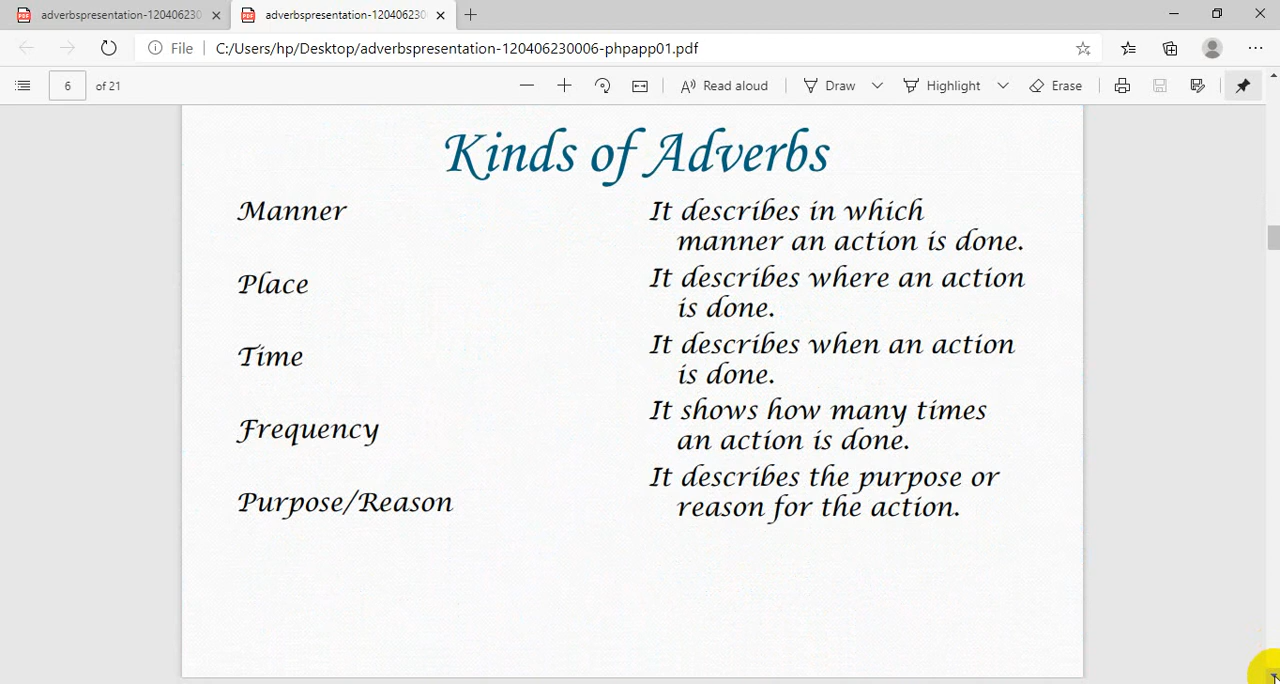 adverbspresentation-12040623000
adverbspresentation-1204062300
File
C:/Users/hp/Desktop/adverbspresentation-120406230006-phpapp01.pdf
6 of 21
Read aloud
Draw
Highlight
Erase
Kinds of Adverbs
Manner
It describes in which
manner an action is done.
Place
It describes where an action
is done.
Time
It describes when an action
is done.
Frequency
It shows how many times
an action is done.
Purpose/Reason
It describes the purpose or
reason for the action.